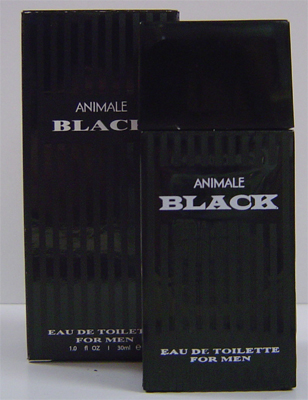 ANIMALE
BLACK
EAU DE TOILETTE
FOR MEN
1.0 fl OZ | 30ml
ANIMALE
BLACK
EAU DE TOILETTE
FOR MEN